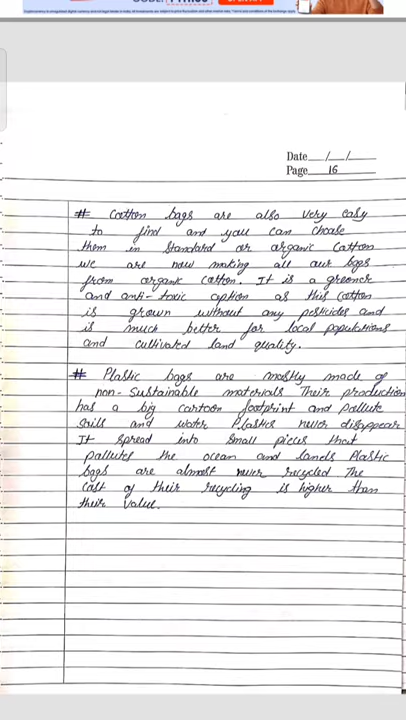 Date__/__/__
Page 16
# Cotton bags are also very easy
to find and you can choose
them in standard or organic cotton
we are now making all our bags
from organic cotton. It is a greener
and anti-toxic option as this cotton
is grown without any pesticides and
is much better for local populations
and cultivated land quality.
# Plastic bags are mostly made of
non-sustainable materials Their production
has a big cartoon footprint and pollute
soils and water Plastics never disappear
It spread into small pieces that
pollutes the ocean and lands Plastic
bags are almost never recycled The
cost of their recycling is higher than
their value.